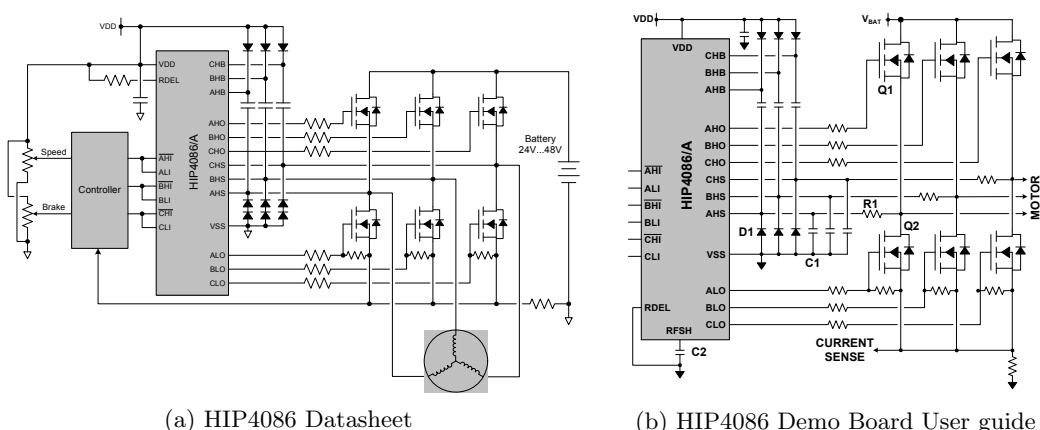 VDD
VDD
RDEL
CHB
BHB
AHB
AHO
BHO
CHO
CHS
BHS
AHS
VSS
ALO
BLO
CLO
HIP4086/A
Speed
Brake
Controller
AHI
ALI
BHI
BLI
CHI
CLI
Battery
24V...48V
(a) HIP4086 Datasheet
VDD
VDD
CHB
BHB
AHB
AHO
BHO
CHO
CHS
BHS
AHS
VSS
ALO
BLO
CLO
HIP4086/A
AHI
ALI
BHI
BLI
CHI
CLI
RDEL
RFSH
C2
D1
C1
R1
VBAT
Q1
Q2
MOTOR
CURRENT
SENSE
(b) HIP4086 Demo Board User guide